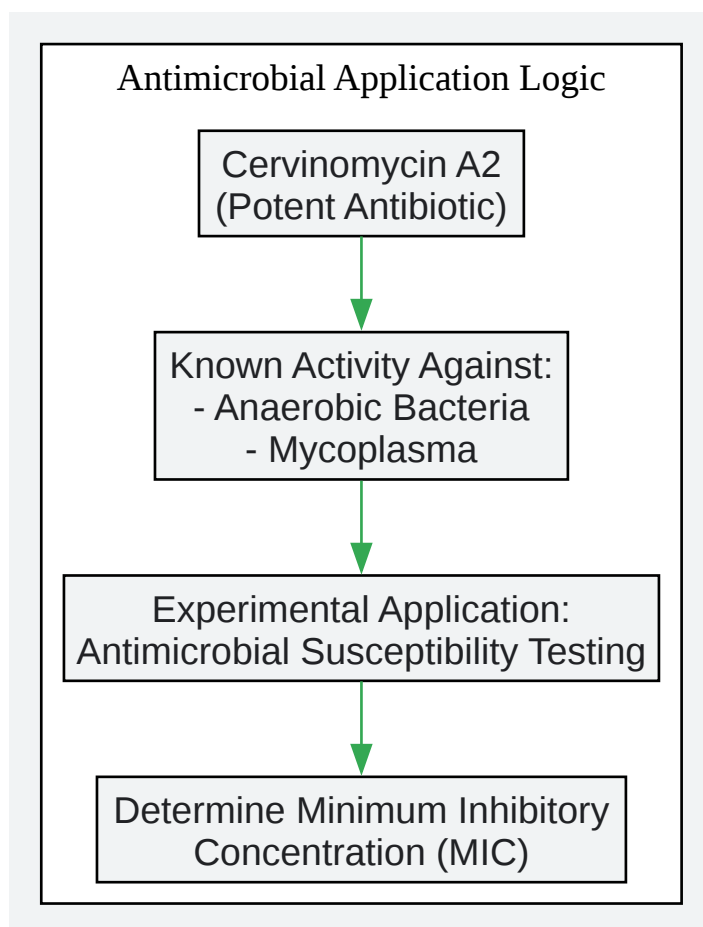 Antimicrobial Application Logic
Cervinomycin A2
(Potent Antibiotic)
Known Activity Against:
- Anaerobic Bacteria
- Mycoplasma
Experimental Application:
Antimicrobial Susceptibility Testing
Determine Minimum Inhibitory
Concentration (MIC)